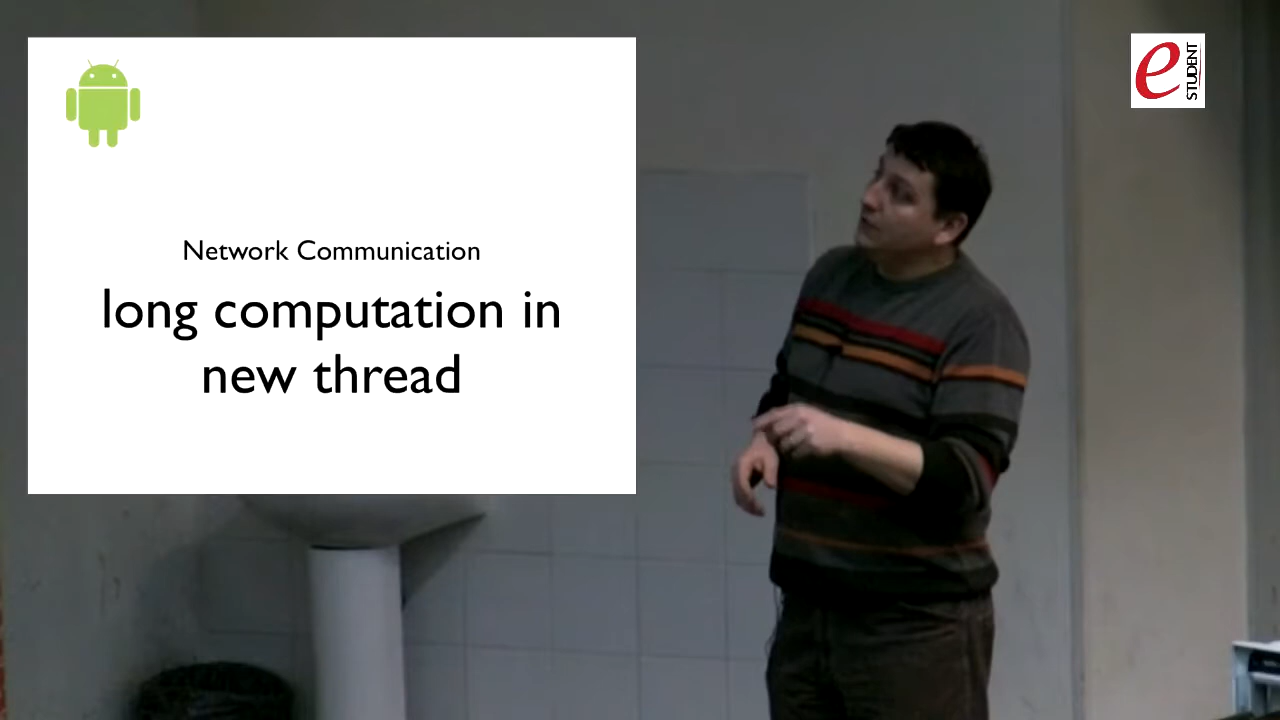 Network Communication
long computation in
new thread
e
STUDENT